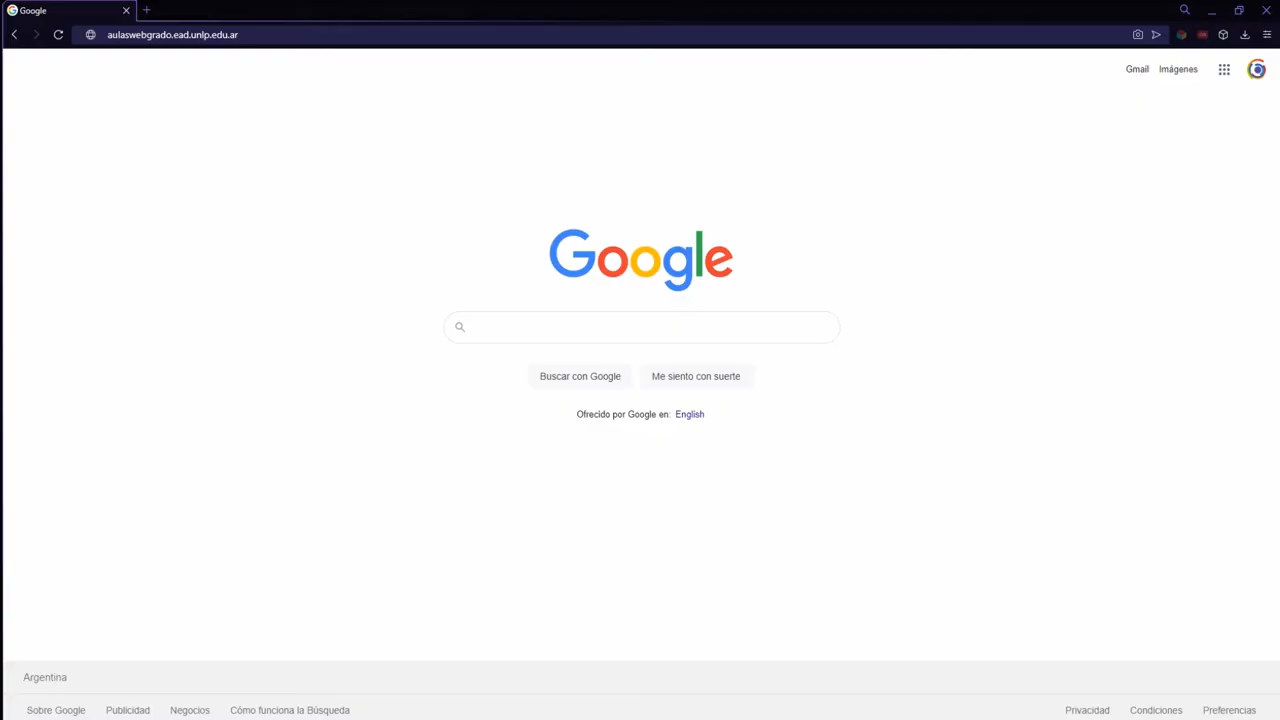 Google
aulaswebgrado.ead.unlp.edu.ar
Gmail Imágenes
Google
Buscar con Google Me siento con suerte
Ofrecido por Google en: English
Argentina
Sobre Google Publicidad Negocios Cómo funciona la Búsqueda Privacidad Condiciones Preferencias